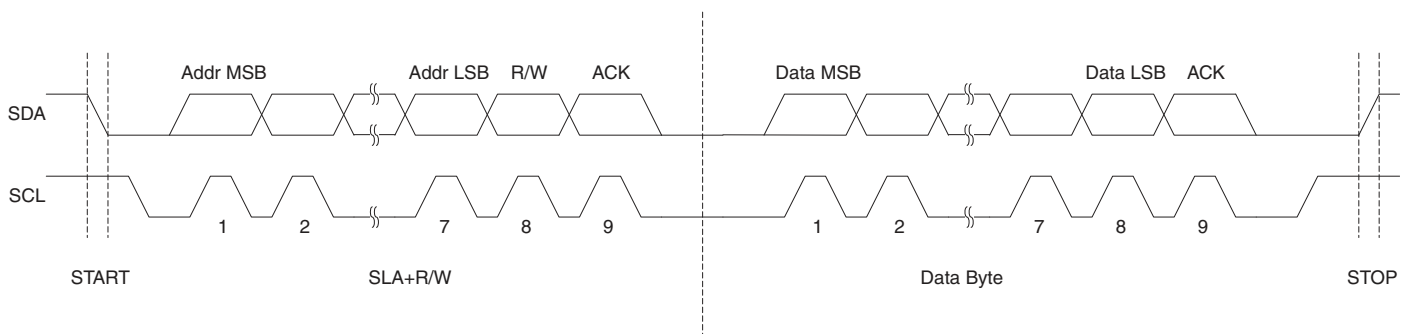 Addr MSB Addr LSB R/W ACK Data MSB Data LSB ACK
SDA
SCL
1 2 7 8 9 1 2 7 8 9
START SLA+R/W Data Byte STOP